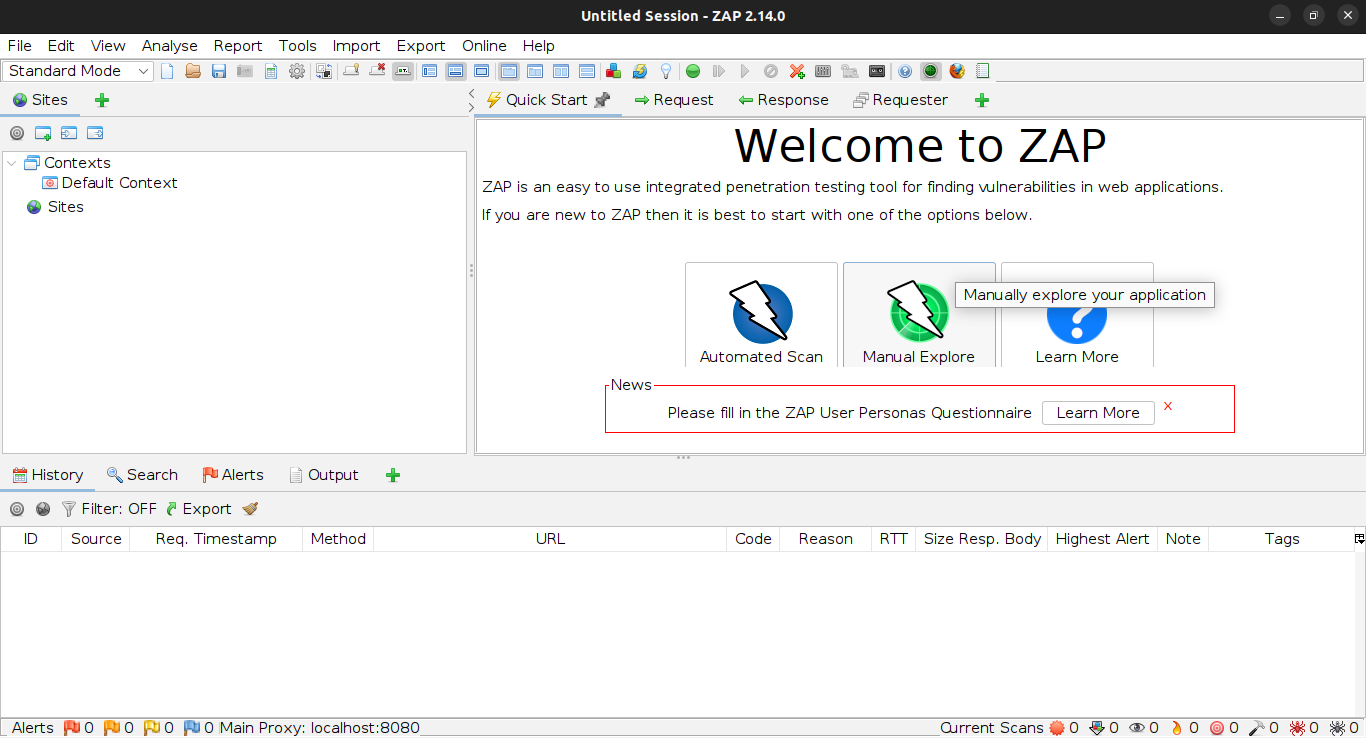 Untitled Session - ZAP 2.14.0
File Edit View Analyse Report Tools Import Export Online Help
Standard Mode
Sites
Quick Start Request Response Requester
Contexts
Default Context
Sites
Welcome to ZAP
ZAP is an easy to use integrated penetration testing tool for finding vulnerabilities in web applications.
If you are new to ZAP then it is best to start with one of the options below.
Manually explore your application
Automated Scan Manual Explore Learn More
News
Please fill in the ZAP User Personas Questionnaire Learn More X
History Search Alerts Output
Filter: OFF Export
ID Source Req. Timestamp Method URL Code Reason RTT Size Resp. Body Highest Alert Note Tags
Alerts 0 0 0 0 Main Proxy: localhost:8080 Current Scans 0 0 0 0 0 0 0 0